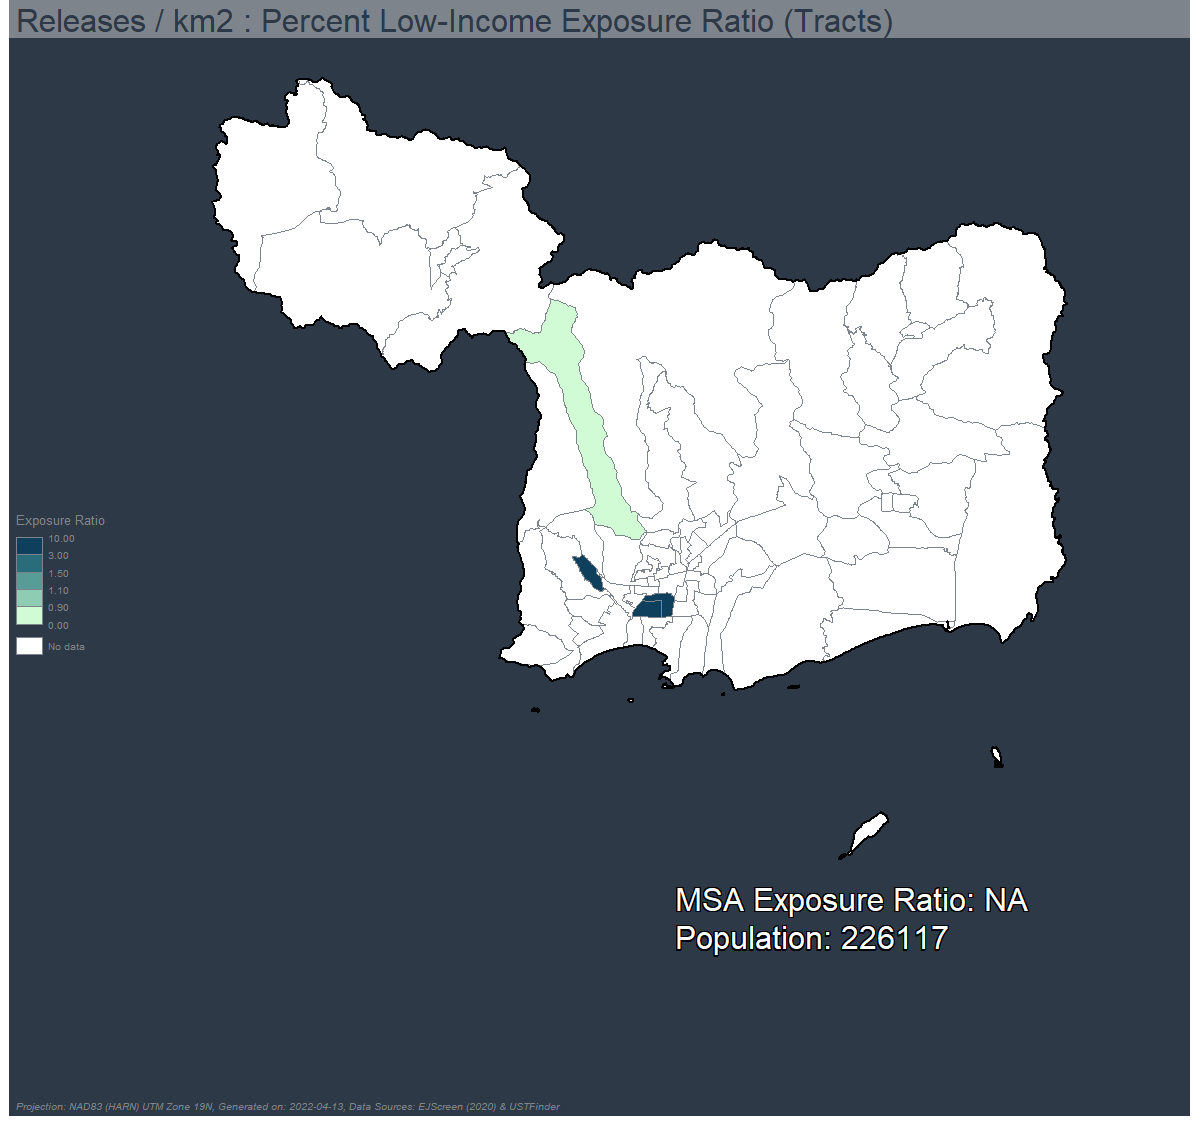 Releases / km2 : Percent Low-Income Exposure Ratio (Tracts)
Exposure Ratio
10.00
3.00
1.50
1.10
0.90
0.00
No data
MSA Exposure Ratio: NA
Population: 226117
Projection: NAD83 (HARN) UTM Zone 19N, Generated on: 2022-04-13, Data Sources: EJScreen (2020) & USTFinder